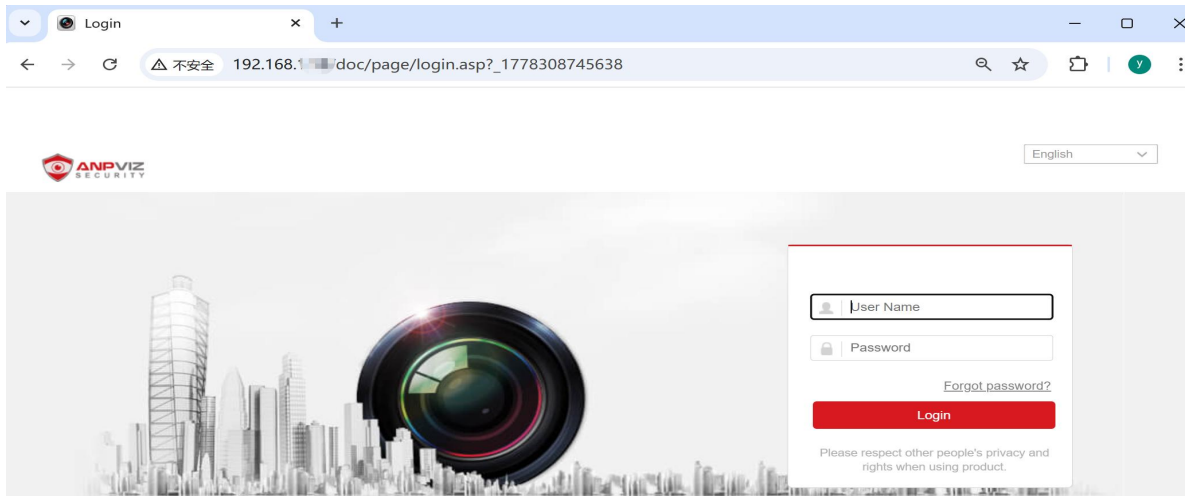 Login
不安全 192.168.1 /doc/page/login.asp?_1778308745638
y
ANPVIZ
SECURITY
English
User Name
Password
Forgot password?
Login
Please respect other people's privacy and
rights when using product.